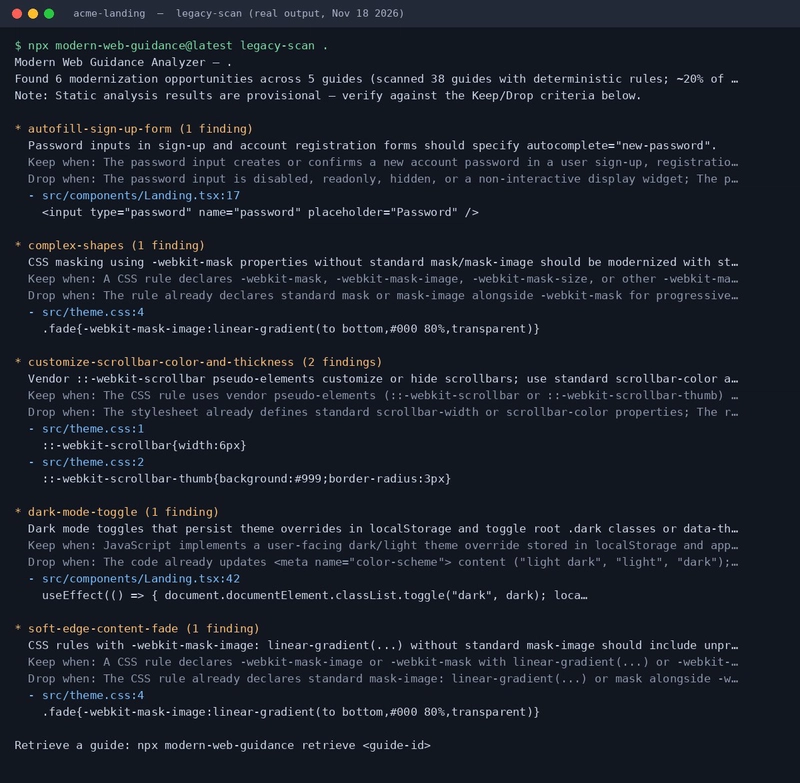 acme-landing — legacy-scan (real output, Nov 18 2026)
$ npx modern-web-guidance@latest legacy-scan .
Modern Web Guidance Analyzer — .
Found 6 modernization opportunities across 5 guides (scanned 38 guides with deterministic rules; ~20% of …
Note: Static analysis results are provisional — verify against the Keep/Drop criteria below.
* autofill-sign-up-form (1 finding)
Password inputs in sign-up and account registration forms should specify autocomplete="new-password".
Keep when: The password input creates or confirms a new account password in a user sign-up, registratio…
Drop when: The password input is disabled, readonly, hidden, or a non-interactive display widget; The p…
- src/components/Landing.tsx:17
<input type="password" name="password" placeholder="Password" />
* complex-shapes (1 finding)
CSS masking using -webkit-mask properties without standard mask/mask-image should be modernized with st…
Keep when: A CSS rule declares -webkit-mask, -webkit-mask-image, -webkit-mask-size, or other -webkit-ma…
Drop when: The rule already declares standard mask or mask-image alongside -webkit-mask for progressive…
- src/theme.css:4
.fade{-webkit-mask-image:linear-gradient(to bottom,#000 80%,transparent)}
* customize-scrollbar-color-and-thickness (2 findings)
Vendor ::-webkit-scrollbar pseudo-elements customize or hide scrollbars; use standard scrollbar-color a…
Keep when: The CSS rule uses vendor pseudo-elements (::-webkit-scrollbar or ::-webkit-scrollbar-thumb) …
Drop when: The stylesheet already defines standard scrollbar-width or scrollbar-color properties; The r…
- src/theme.css:1
::-webkit-scrollbar{width:6px}
- src/theme.css:2
::-webkit-scrollbar-thumb{background:#999;border-radius:3px}
* dark-mode-toggle (1 finding)
Dark mode toggles that persist theme overrides in localStorage and toggle root .dark classes or data-th…
Keep when: JavaScript implements a user-facing dark/light theme override stored in localStorage and app…
Drop when: The code already updates <meta name="color-scheme"> content ("light dark", "light", "dark");…
- src/components/Landing.tsx:42
useEffect(() => { document.documentElement.classList.toggle("dark", dark); loca…
* soft-edge-content-fade (1 finding)
CSS rules with -webkit-mask-image: linear-gradient(...) without standard mask-image should include unpr…
Keep when: A CSS rule declares -webkit-mask-image or -webkit-mask with linear-gradient(...) or -webkit-…
Drop when: The CSS rule already declares standard mask-image: linear-gradient(...) or mask alongside -w…
- src/theme.css:4
.fade{-webkit-mask-image:linear-gradient(to bottom,#000 80%,transparent)}
Retrieve a guide: npx modern-web-guidance retrieve <guide-id>